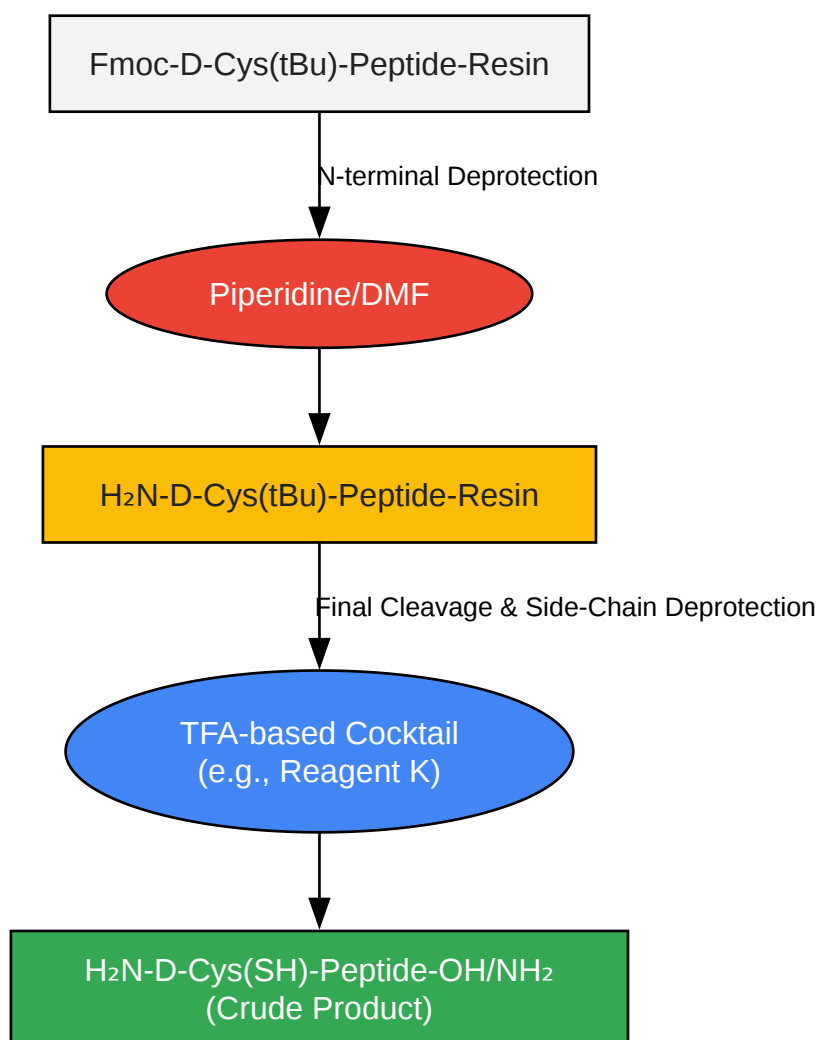 Fmoc-D-Cys(tBu)-Peptide-Resin
N-terminal Deprotection
Piperidine/DMF
H₂N-D-Cys(tBu)-Peptide-Resin
Final Cleavage & Side-Chain Deprotection
TFA-based Cocktail
(e.g., Reagent K)
H₂N-D-Cys(SH)-Peptide-OH/NH₂
(Crude Product)